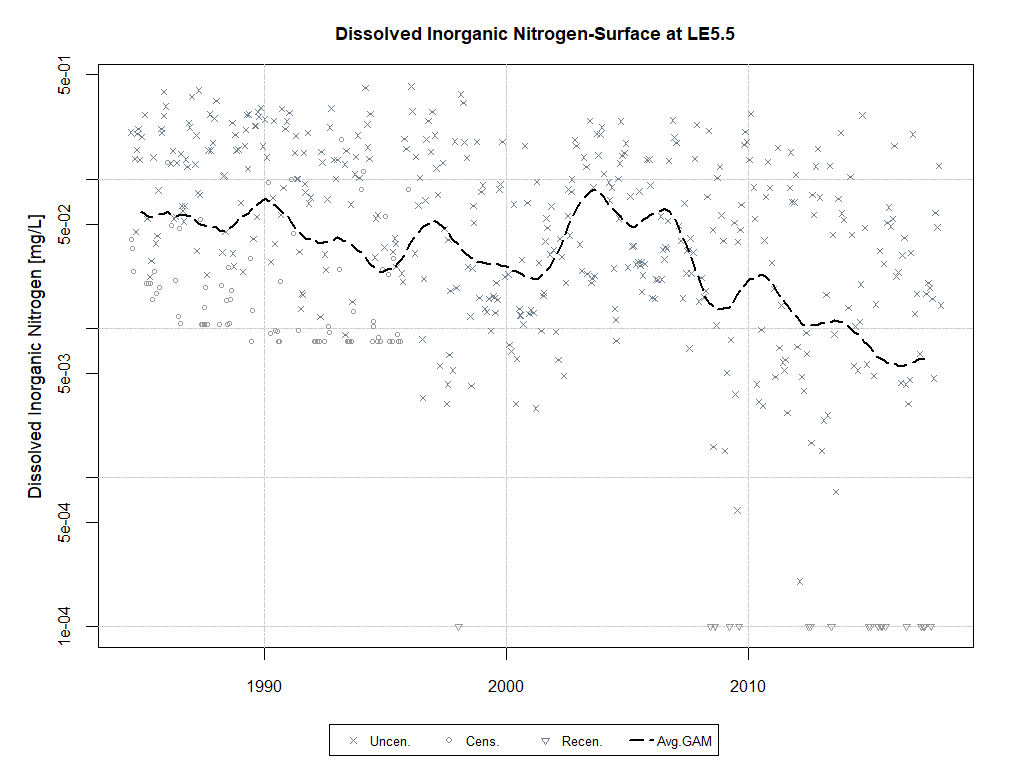 Dissolved Inorganic Nitrogen-Surface at LE5.5
Dissolved Inorganic Nitrogen [mg/L]
5e-01
5e-02
5e-03
5e-04
1e-04
1990 2000 2010
Uncen. Cens. Recen. Avg.GAM